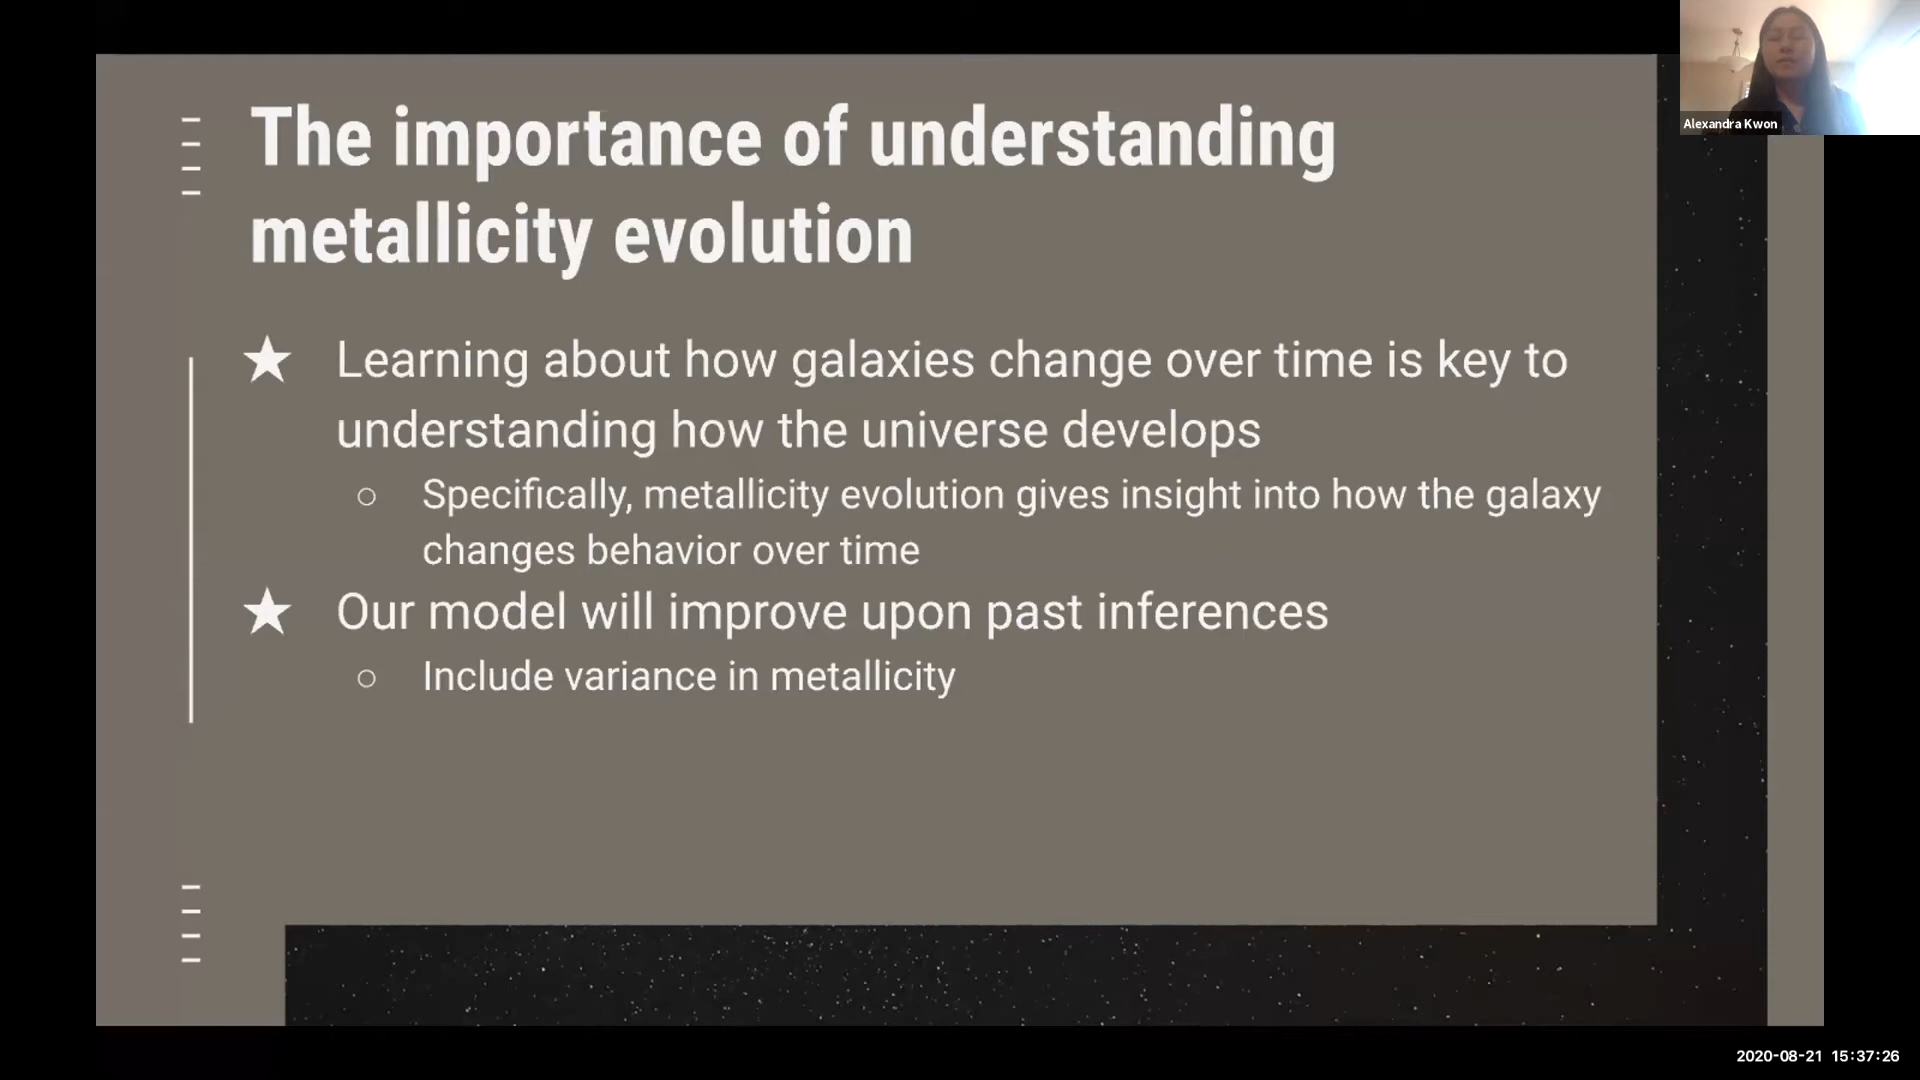 The importance of understanding
metallicity evolution
★ Learning about how galaxies change over time is key to
understanding how the universe develops
○ Specifically, metallicity evolution gives insight into how the galaxy
changes behavior over time
★ Our model will improve upon past inferences
○ Include variance in metallicity
Alexandra Kwon
2020-08-21 15:37:26